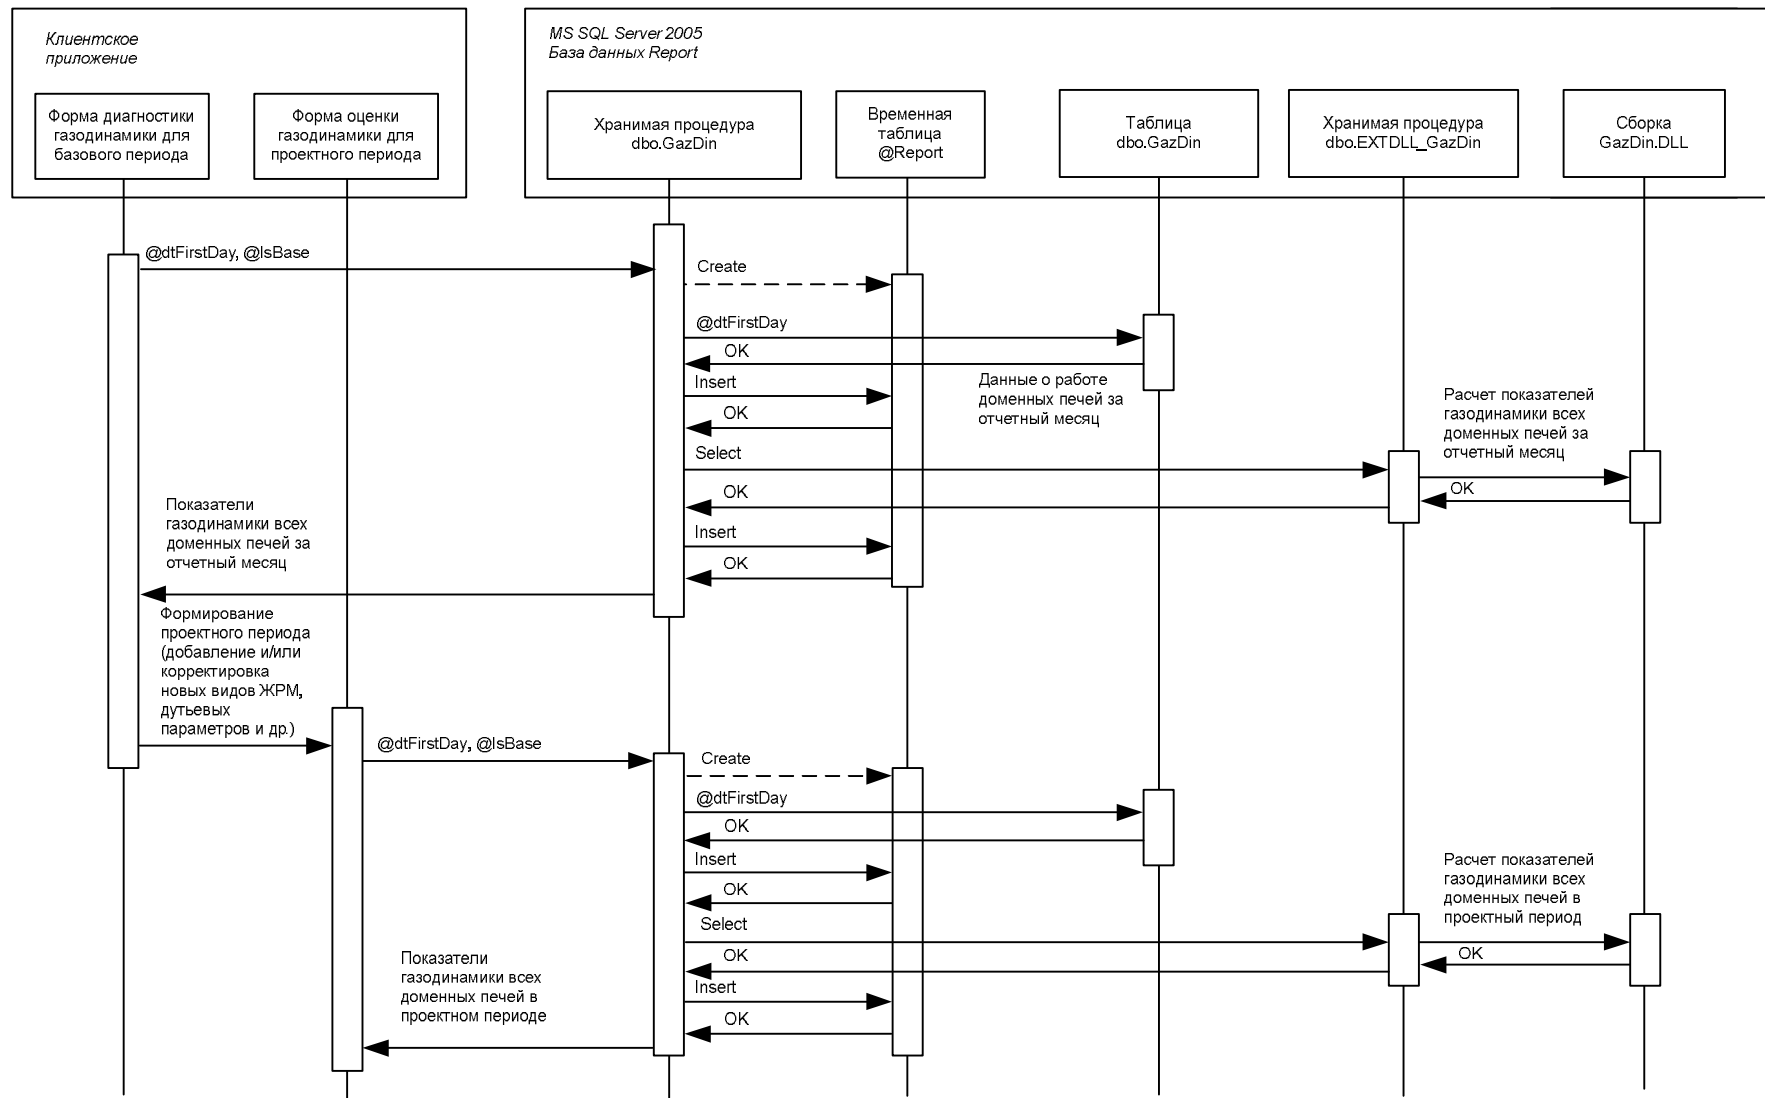 Клиентское
приложение
MS SQL Server 2005
База данных Report
Форма диагностики
газодинамики для
базового периода
Форма оценки
газодинамики для
проектного периода
Хранимая процедура
dbo.GazDin
Временная
таблица
@Report
Таблица
dbo.GazDin
Хранимая процедура
dbo.EXTDLL_GazDin
Сборка
GazDin.DLL
@dtFirstDay, @IsBase
Create
@dtFirstDay
OK
Данные о работе
доменных печей за
отчетный месяц
Insert
OK
Select
Расчет показателей
газодинамики всех
доменных печей за
отчетный месяц
OK
OK
Показатели
газодинамики всех
доменных печей за
отчетный месяц
Insert
OK
Формирование
проектного периода
(добавление и/или
корректировка
новых видов ЖРМ,
дутьевых
параметров и др.)
@dtFirstDay, @IsBase
Create
@dtFirstDay
OK
Insert
OK
Select
Расчет показателей
газодинамики всех
доменных печей в
проектный период
OK
OK
Показатели
газодинамики всех
доменных печей в
проектном периоде
Insert
OK